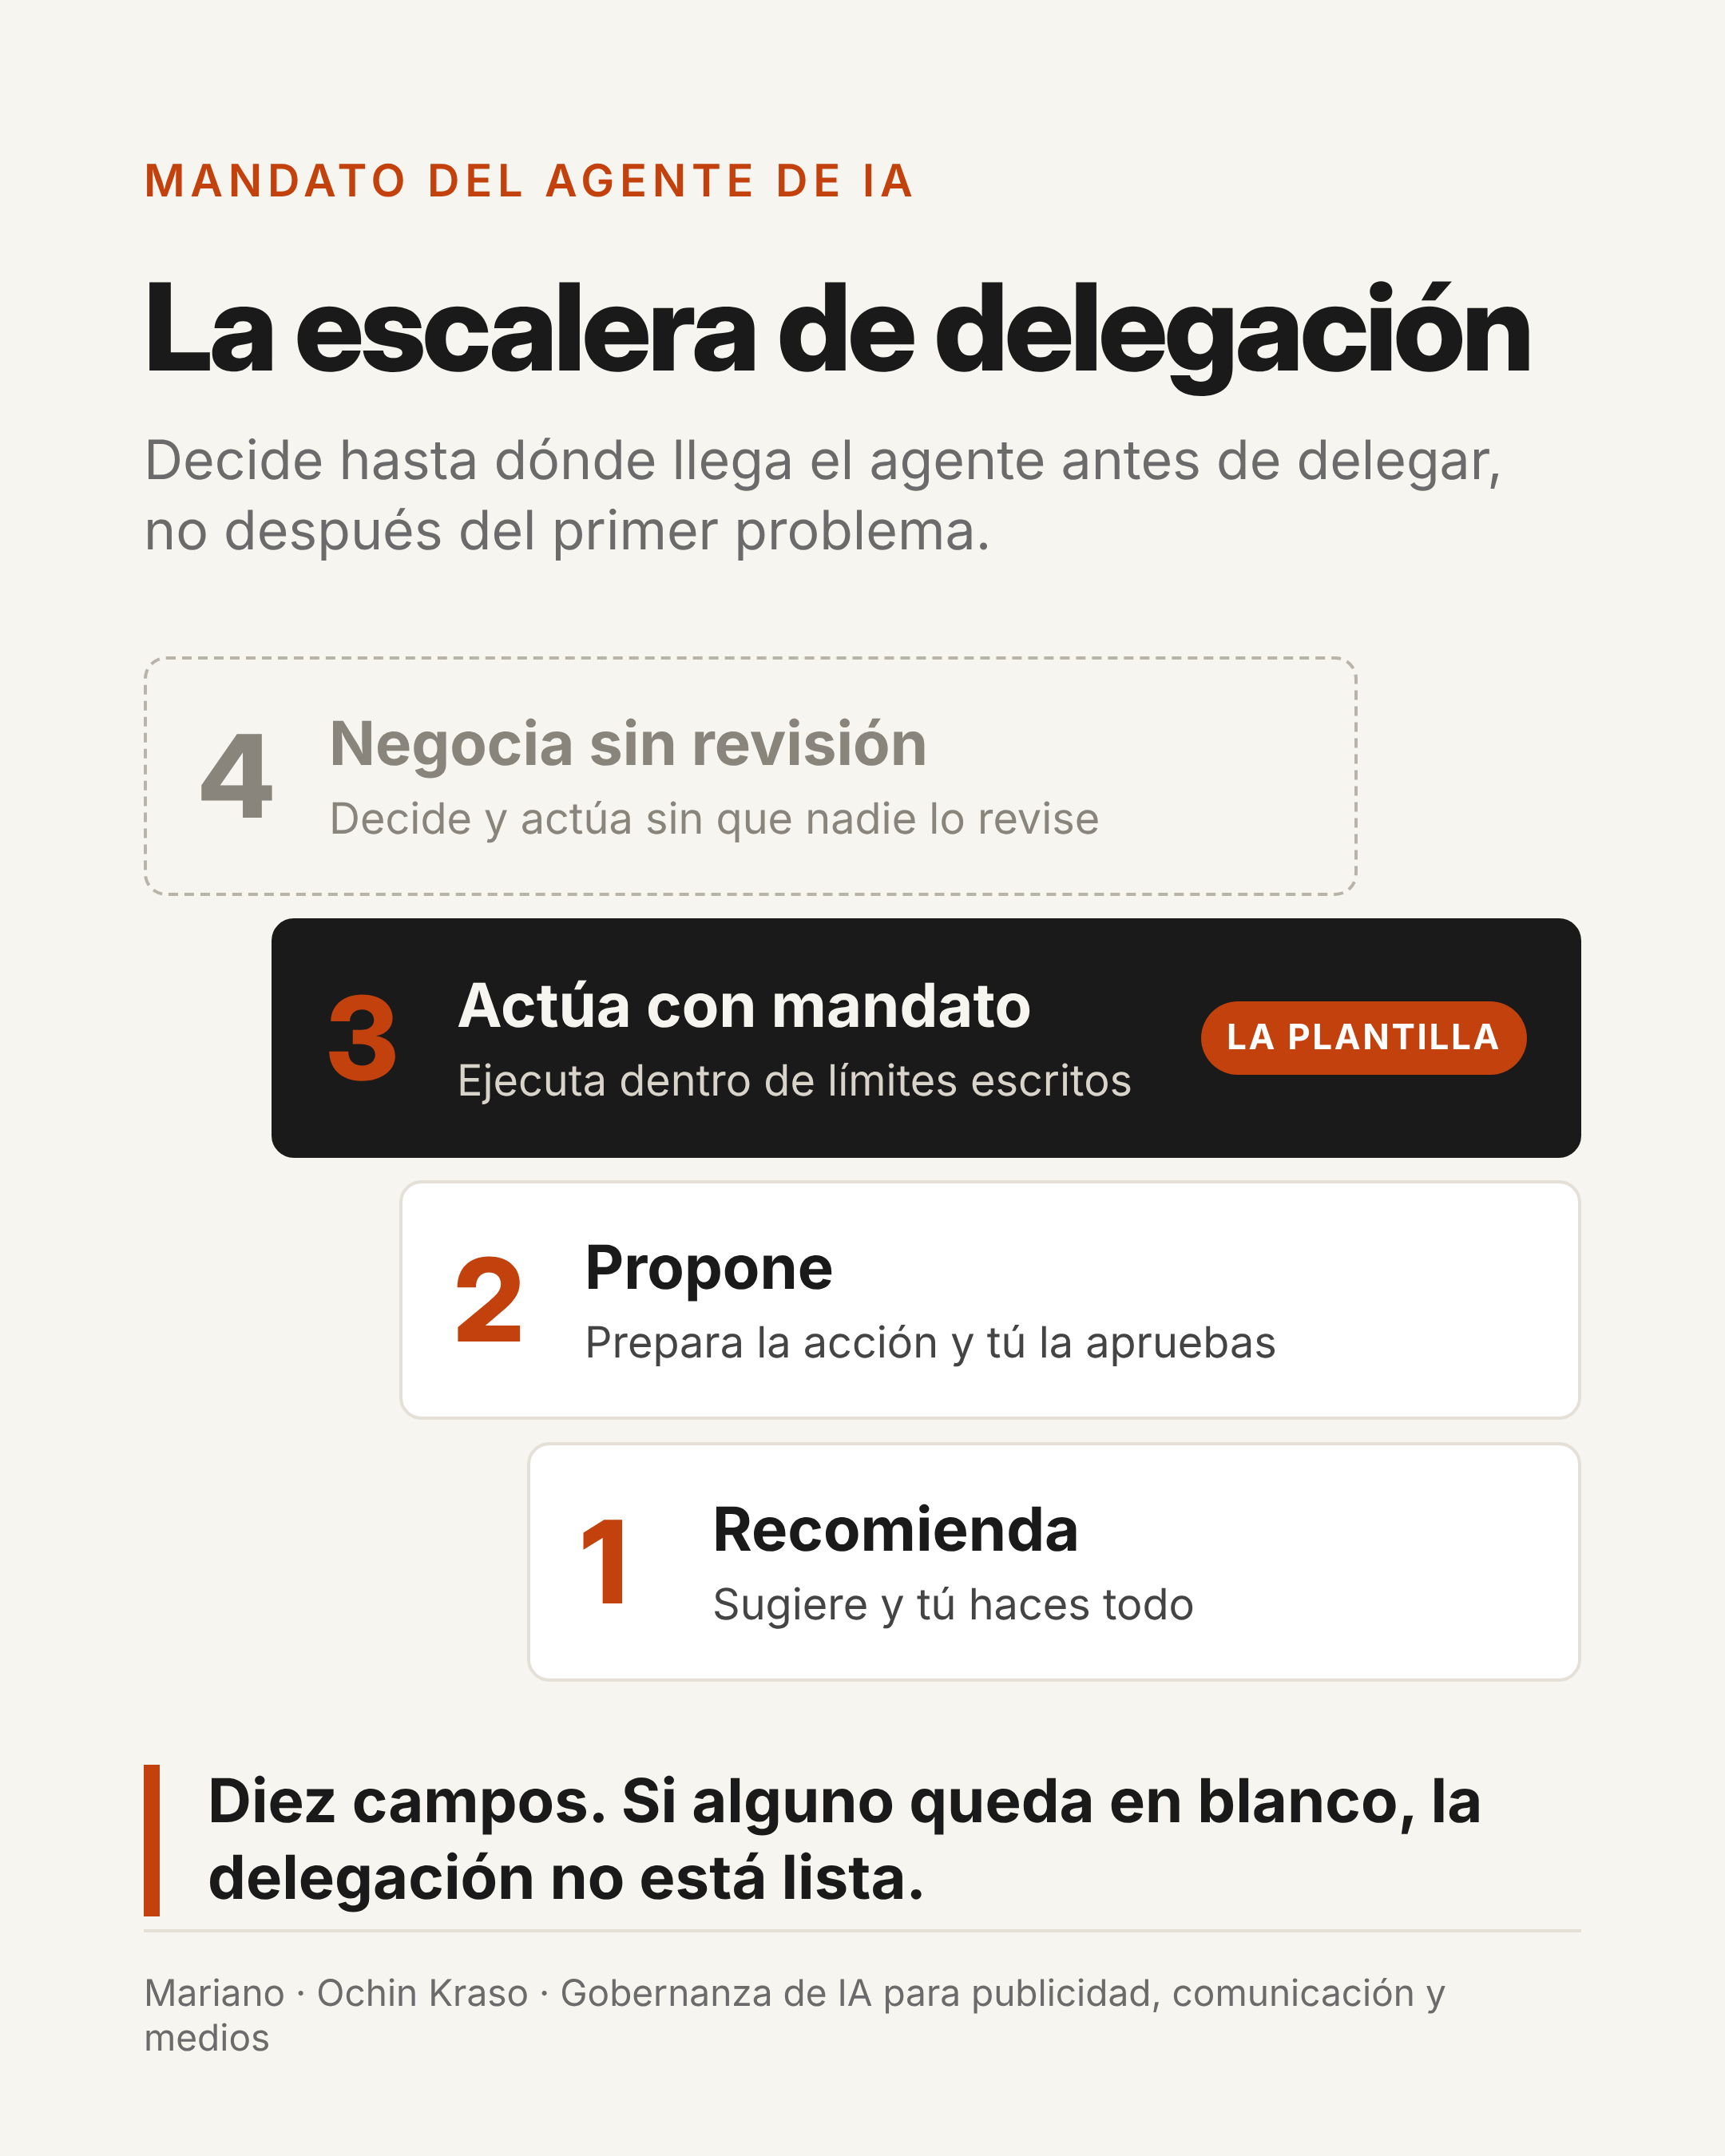 MANDATO DEL AGENTE DE IA
La escalera de delegación
Decide hasta dónde llega el agente antes de delegar,
no después del primer problema.
4
Negocia sin revisión
Decide y actúa sin que nadie lo revise
3
Actúa con mandato
Ejecuta dentro de límites escritos
LA PLANTILLA
2
Propone
Prepara la acción y tú la apruebas
1
Recomienda
Sugiere y tú haces todo
Diez campos. Si alguno queda en blanco, la
delegación no está lista.
Mariano · Ochin Kraso · Gobernanza de IA para publicidad, comunicación y
medios